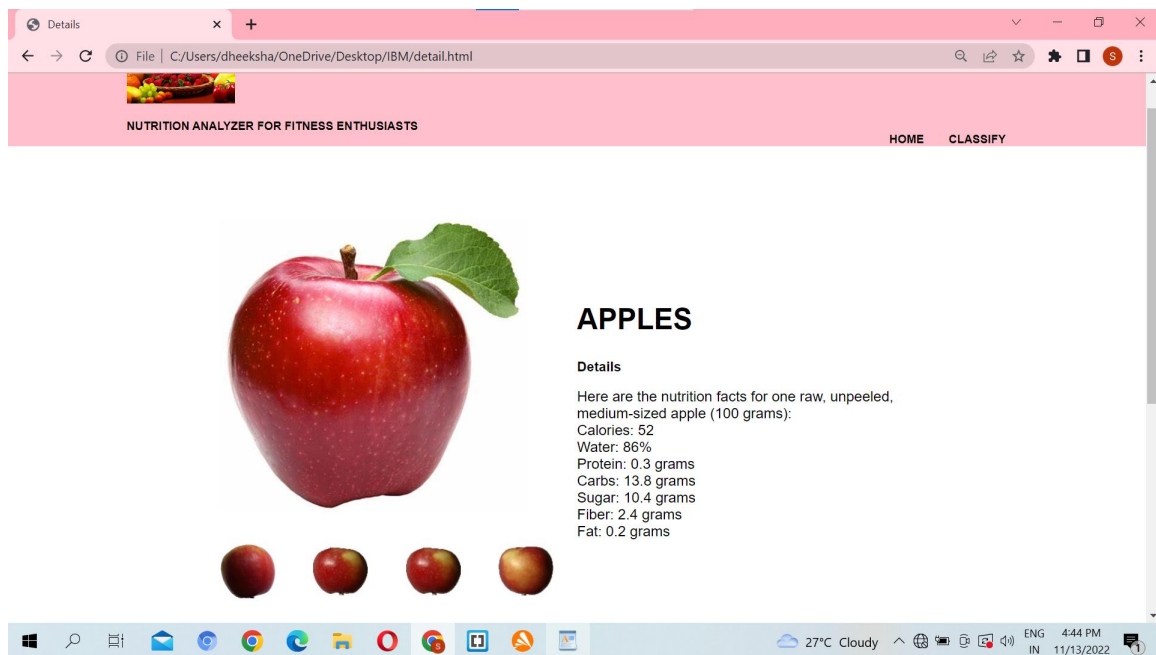 Details
File
C:/Users/dheeksha/OneDrive/Desktop/IBM/detail.html
S
NUTRITION ANALYZER FOR FITNESS ENTHUSIASTS
HOME CLASSIFY
APPLES
Details
Here are the nutrition facts for one raw, unpeeled,
medium-sized apple (100 grams):
Calories: 52
Water: 86%
Protein: 0.3 grams
Carbs: 13.8 grams
Sugar: 10.4 grams
Fiber: 2.4 grams
Fat: 0.2 grams
27°C Cloudy
ENG
IN
4:44 PM
11/13/2022
1